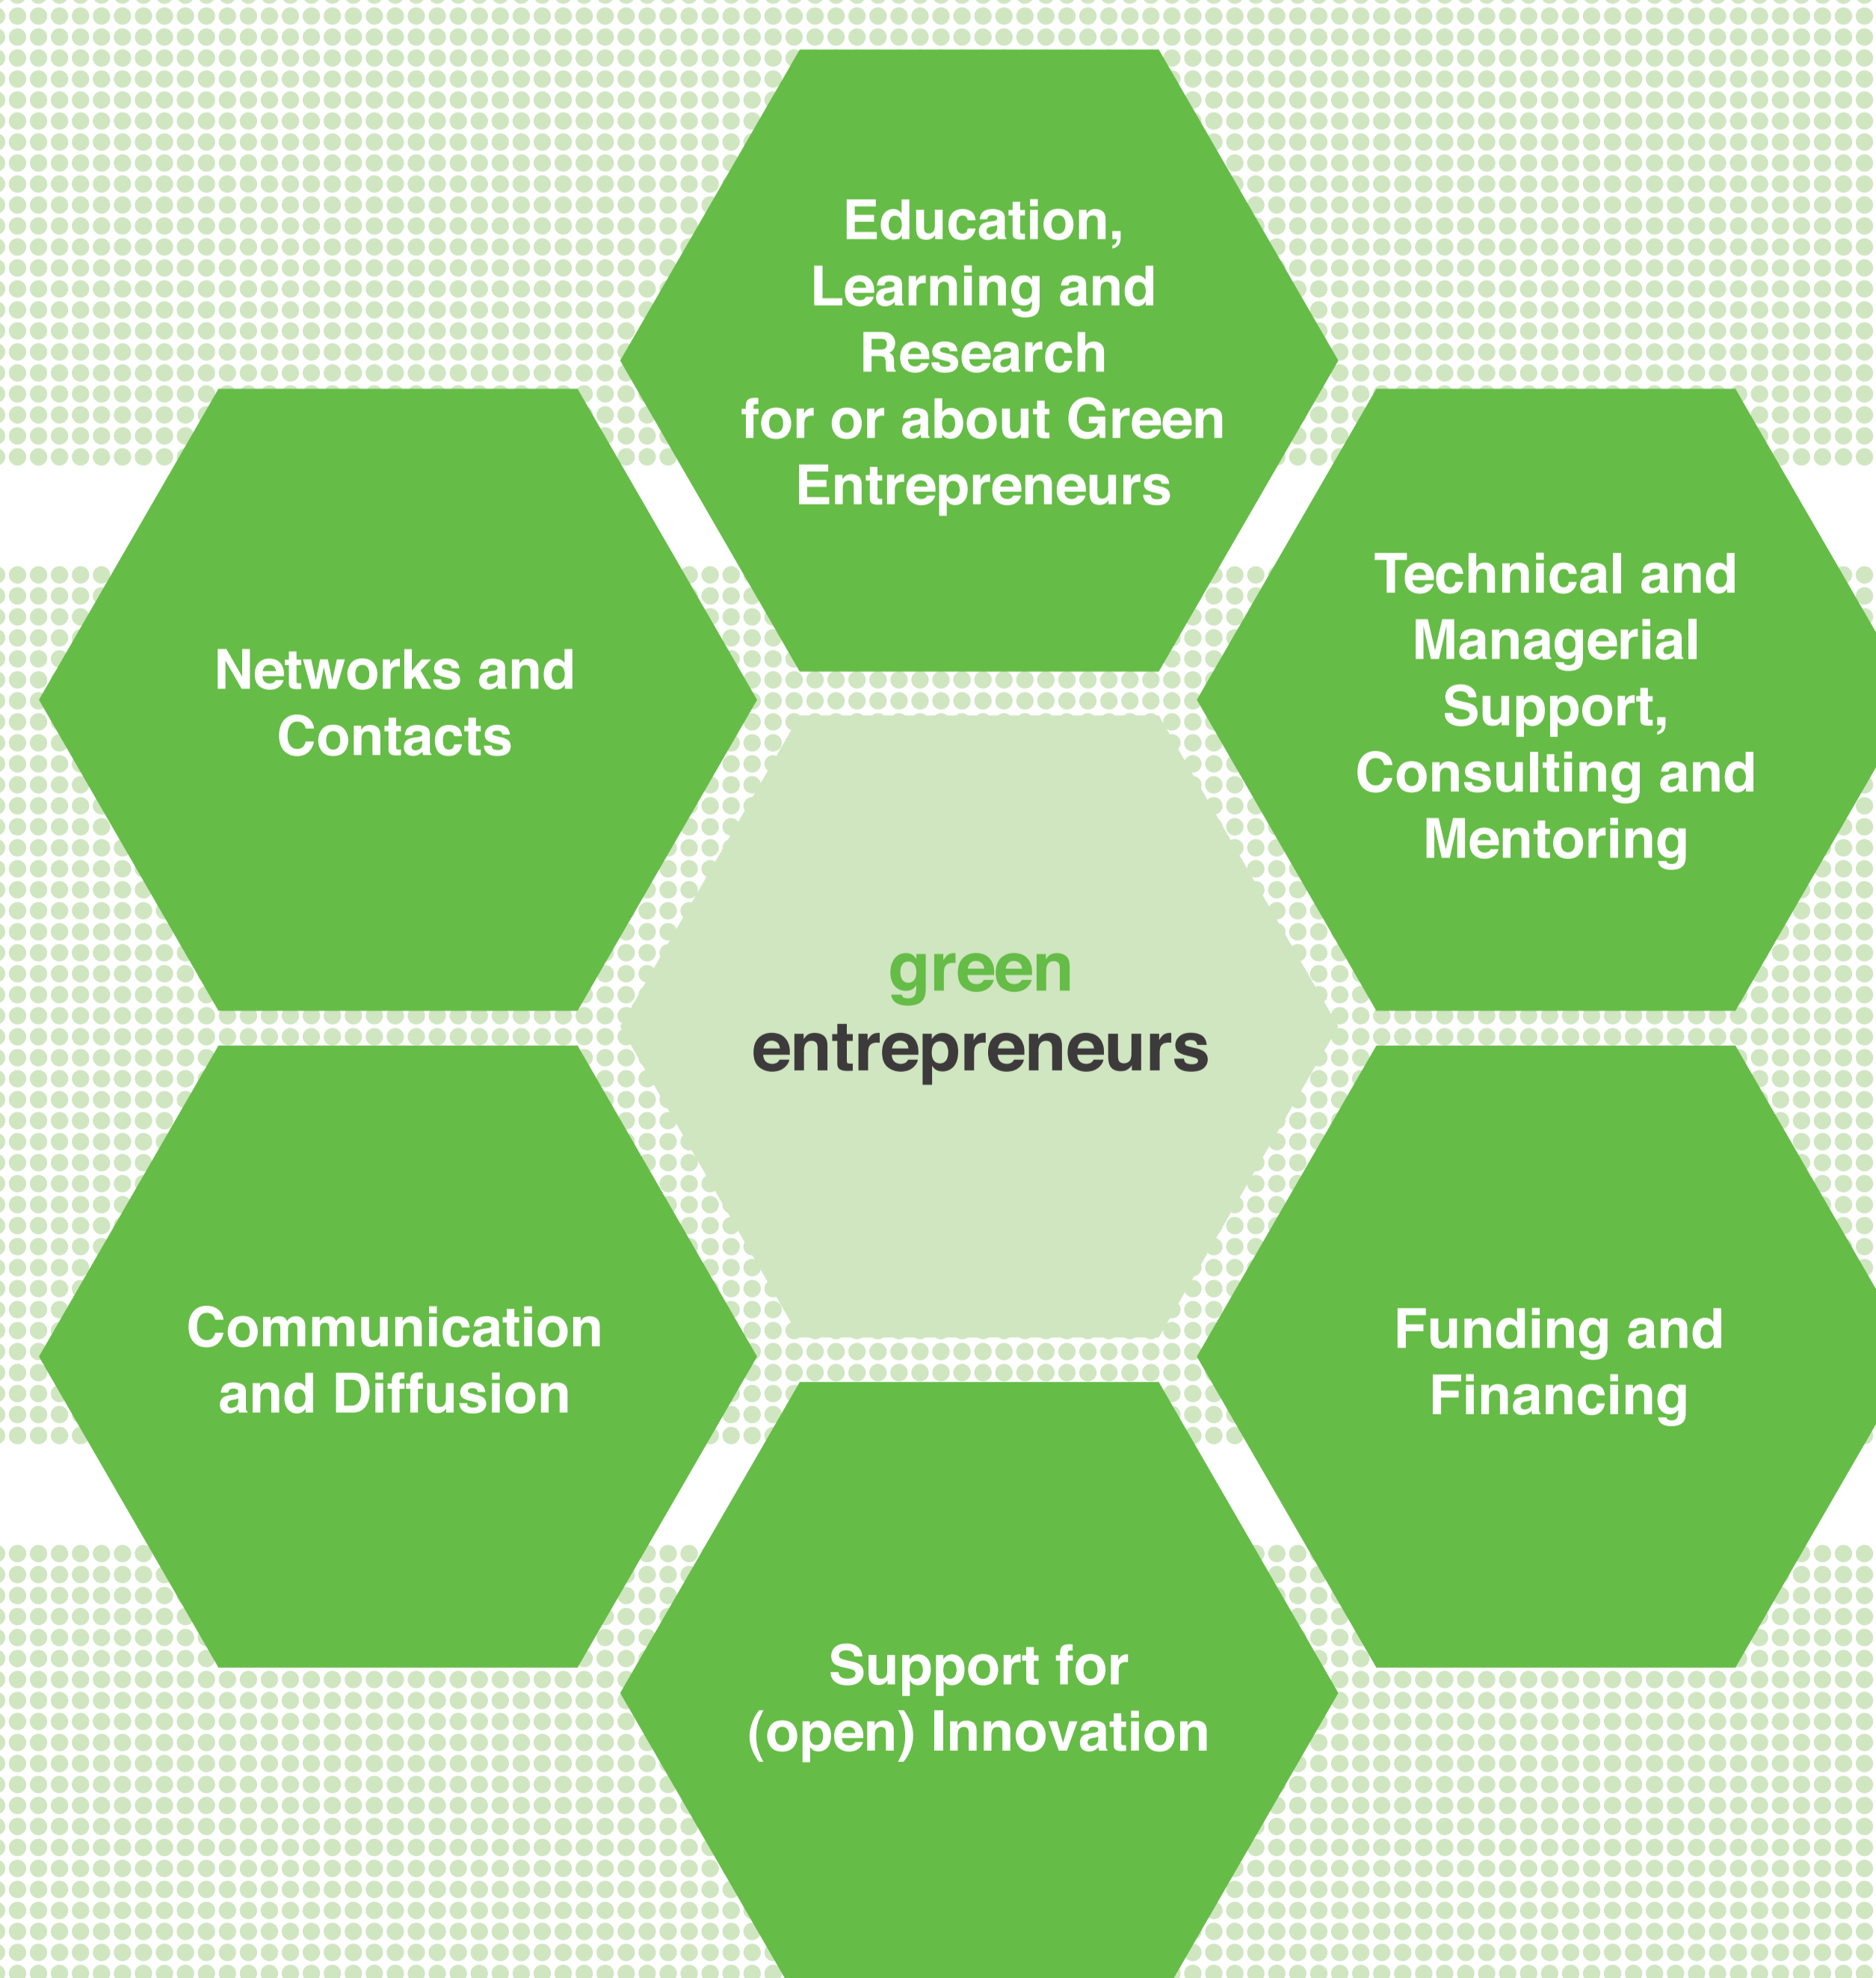 Education,
Learning and
Research
for or about Green
Entrepreneurs
Technical and
Managerial
Support,
Consulting and
Mentoring
Networks and
Contacts
green
entrepreneurs
Communication
and Diffusion
Funding and
Financing
Support for
(open) Innovation